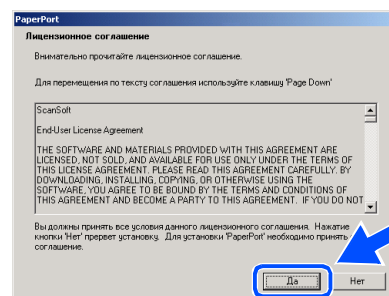 PaperPort
Лицензионное соглашение
Внимательно прочитайте лицензионное соглашение.
Для перемещения по тексту соглашения используйте клавишу 'Page Down'
ScanSoft
End-User License Agreement
THE SOFTWARE AND MATERIALS PROVIDED WITH THIS AGREEMENT ARE
LICENSED, NOT SOLD, AND AVAILABLE FOR USE ONLY UNDER THE TERMS OF
THIS LICENSE AGREEMENT. PLEASE READ THIS AGREEMENT CAREFULLY. BY
DOWNLOADING, INSTALLING, COPYING, OR OTHERWISE USING THE
SOFTWARE, YOU AGREE TO BE BOUND BY THE TERMS AND CONDITIONS OF
THIS AGREEMENT AND BECOME A PARTY TO THIS AGREEMENT. IF YOU DO NOT
Вы должны принять все условия данного лицензионного соглашения. Нажатие
кнопки 'Нет' прервет установку. Для установки 'PaperPort' необходимо принять
соглашение.
Да
Нет